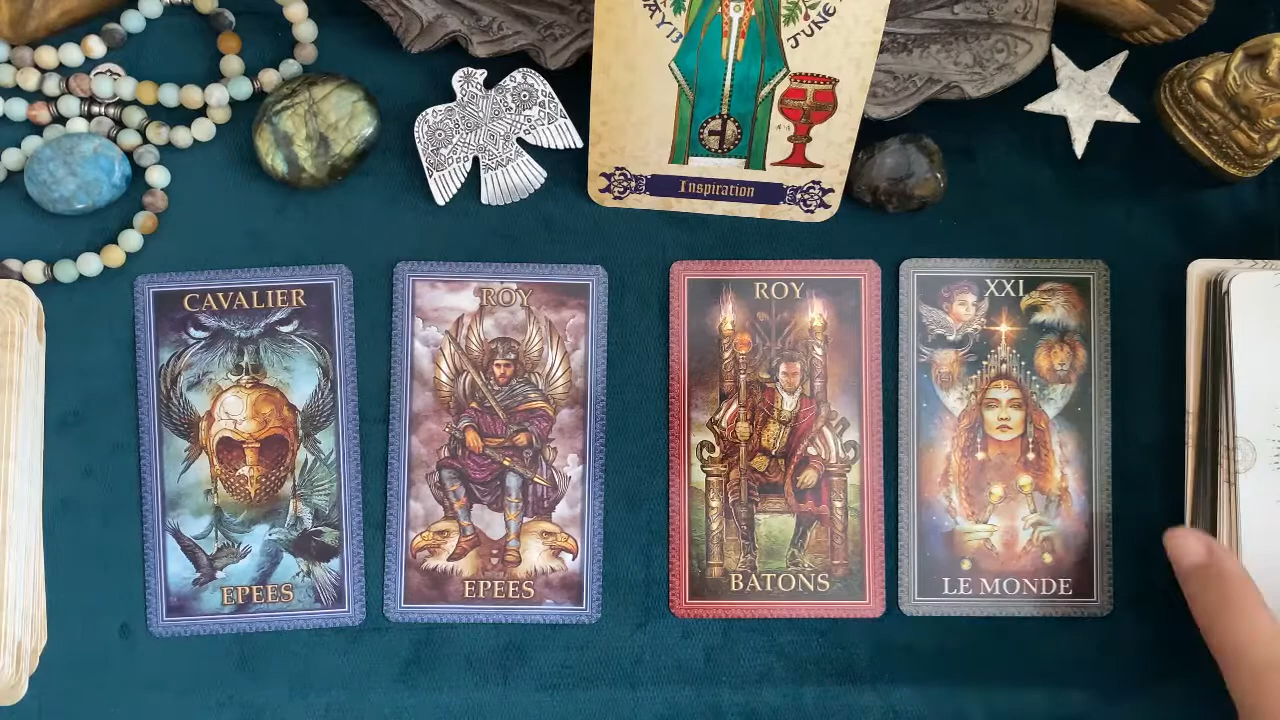 MAY 13
JUNE
Inspiration
CAVALIER
EPEES
ROY
EPEES
ROY
BATONS
XXI
LE MONDE